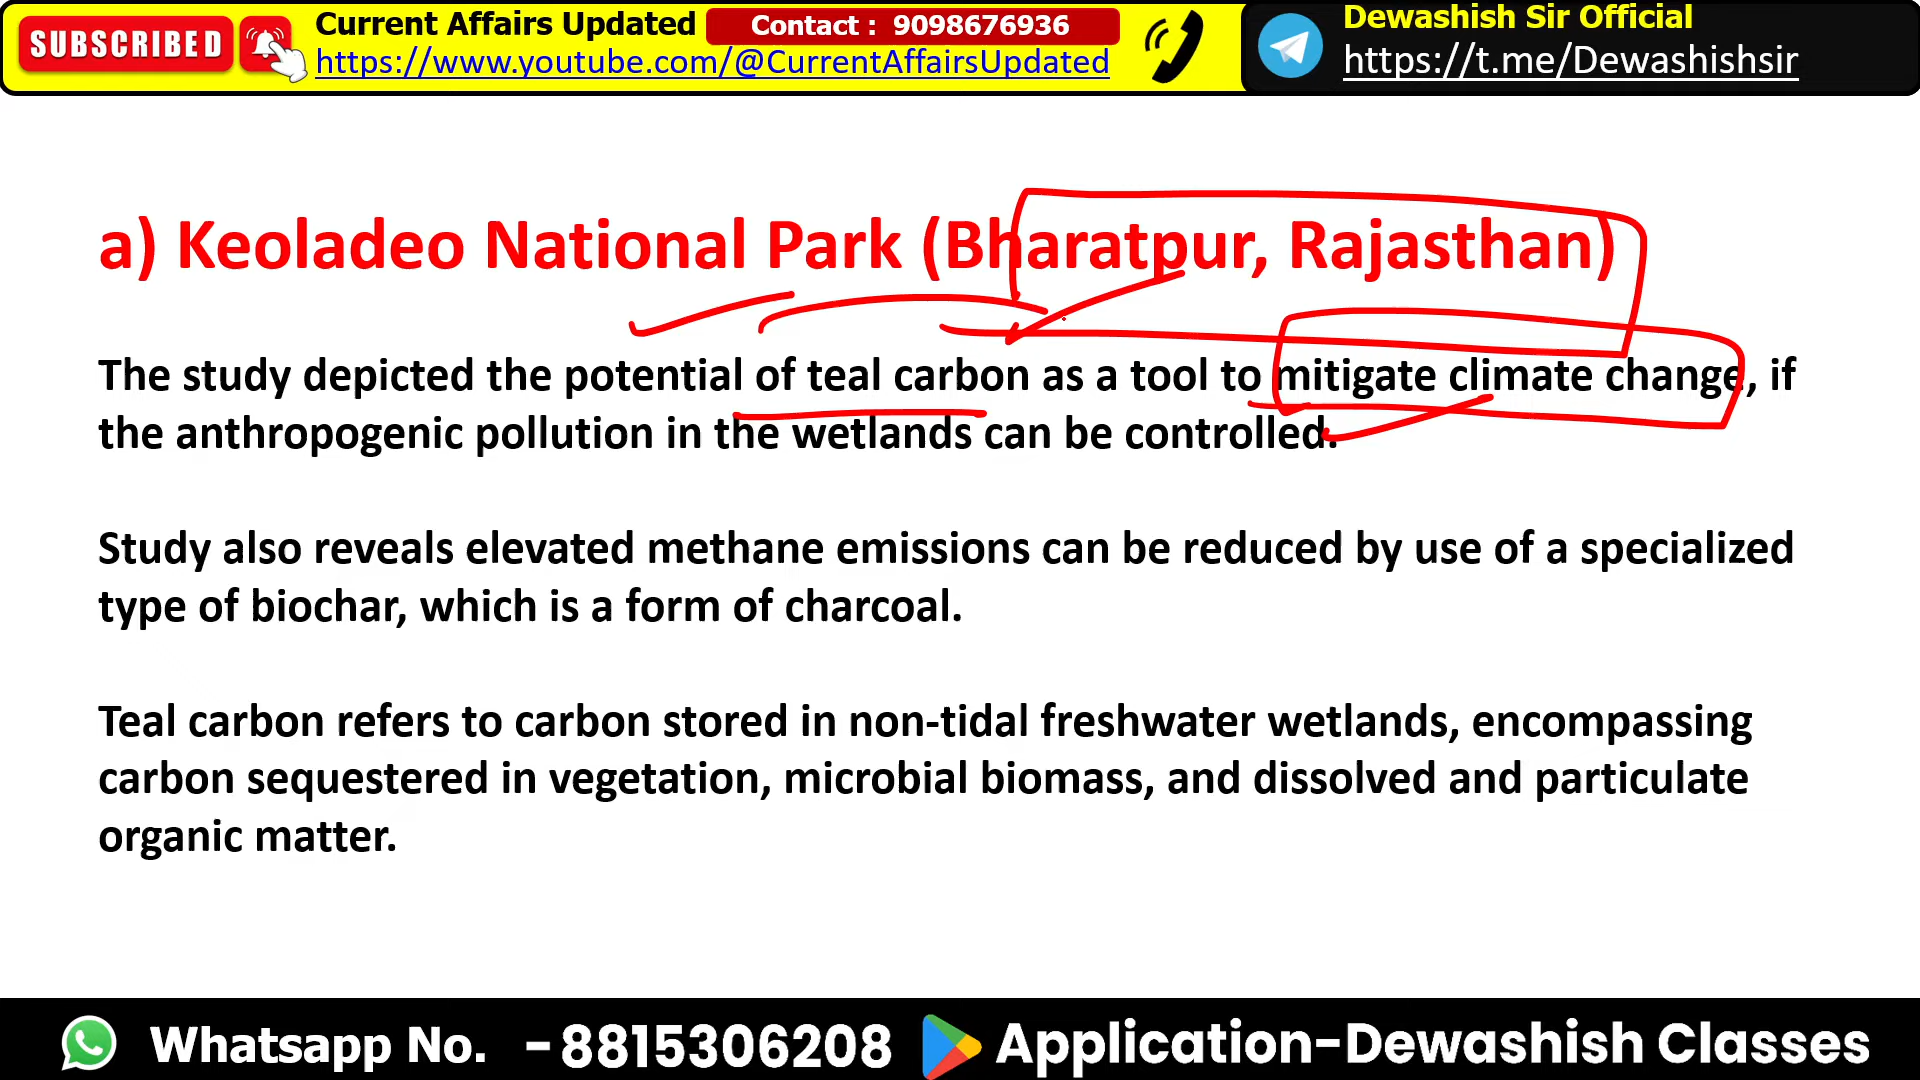 SUBSCRIBED
Current Affairs Updated
Contact : 9098676936
https://www.youtube.com/@CurrentAffairsUpdated
Dewashish Sir Official
https://t.me/Dewashishsir
a) Keoladeo National Park (Bharatpur, Rajasthan)
The study depicted the potential of teal carbon as a tool to mitigate climate change, if
the anthropogenic pollution in the wetlands can be controlled.
Study also reveals elevated methane emissions can be reduced by use of a specialized
type of biochar, which is a form of charcoal.
Teal carbon refers to carbon stored in non-tidal freshwater wetlands, encompassing
carbon sequestered in vegetation, microbial biomass, and dissolved and particulate
organic matter.
Whatsapp No. -8815306208 Application-Dewashish Classes